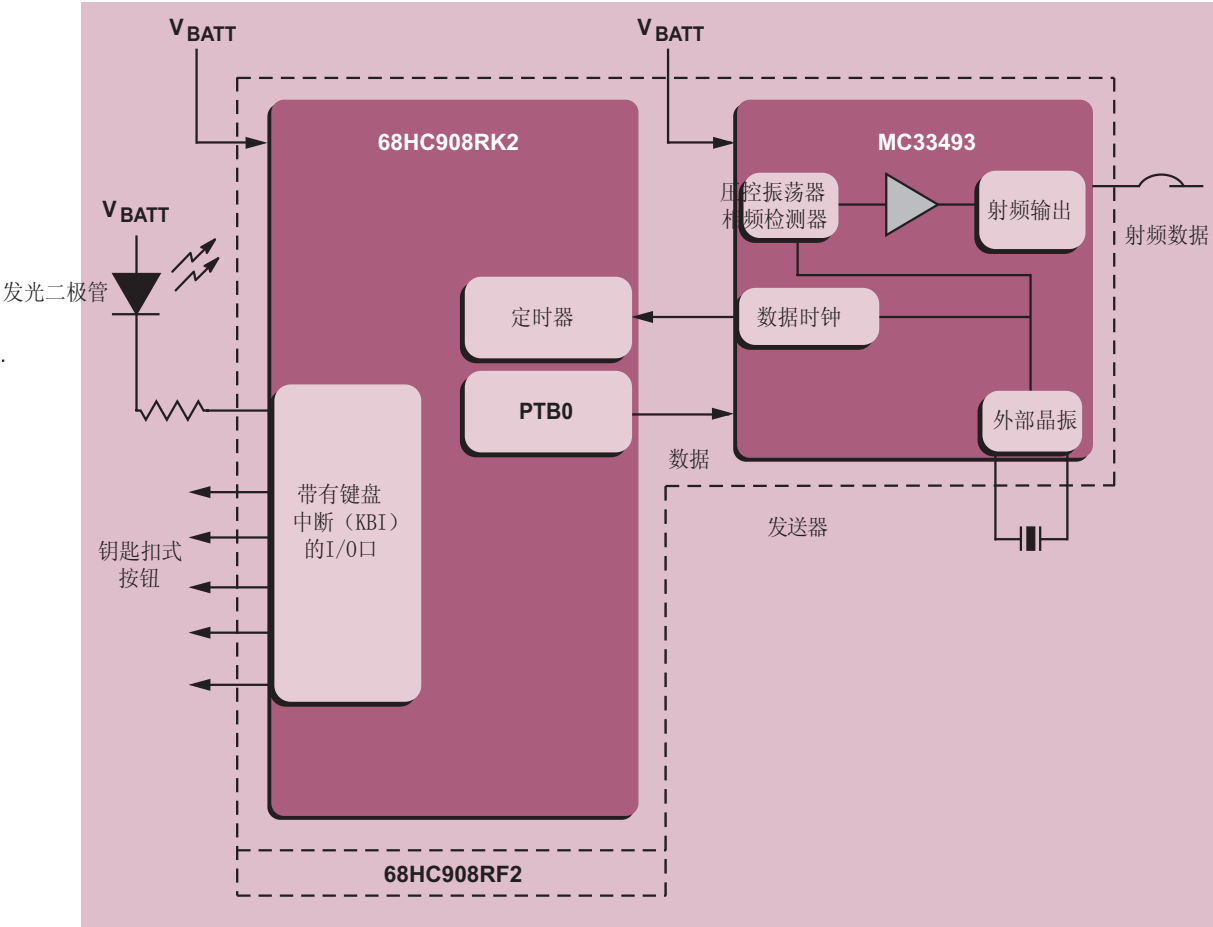 VBATT
VBATT
68HC908RK2
MC33493
压控振荡器
相频检测器
射频输出
射频数据
VBATT
发光二极管
定时器
数据时钟
.
PTB0
外部晶振
数据
带有键盘
中断（KBI）
的I/O口
发送器
钥匙扣式
按钮
68HC908RF2